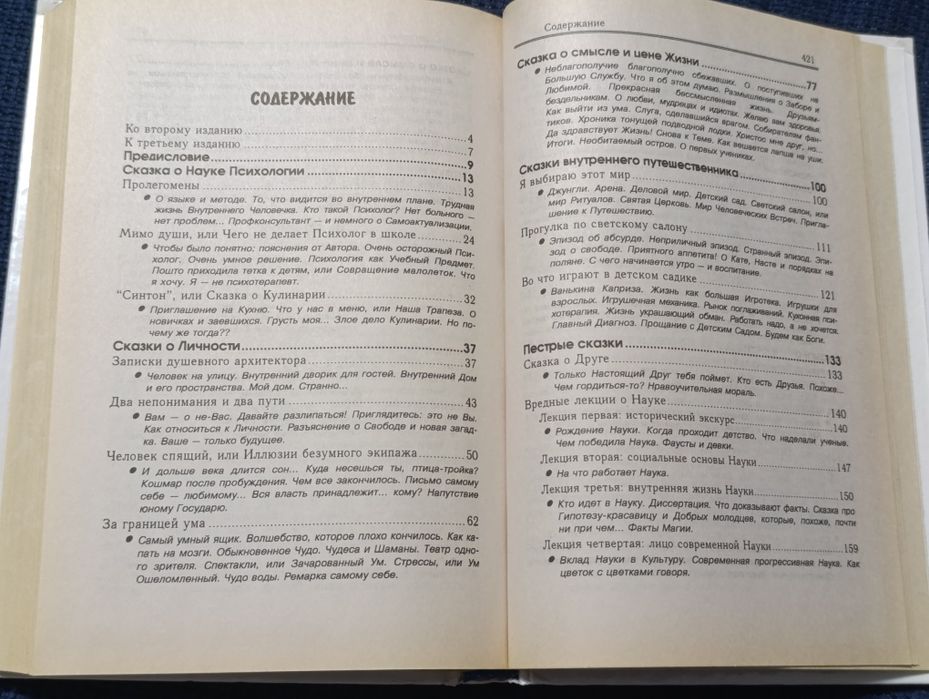 СОДЕРЖАНИЕ
Ко второму изданию 4
К третьему изданию 7
Предисловие 9
Сказка о Науке Психологии 13
Пролегомены 13
● О языке и методе. То, что видится во внутреннем плане. Трудная
жизнь Внутреннего Человечка. Кто такой Психолог? Нет больного –
нет проблем... Профконсультант — и немного о Самоактуализации.
Мимо души, или Чего не делает Психолог в школе 24
● Чтобы было понятно: пояснения от Автора. Очень осторожный Пси-
холог. Очень умное решение. Психология как Учебный Предмет.
Пошто приходила тетка к детям, или Совращение малолеток. Что
я хочу. Я — не психотерапевт.
“Синтон”, или Сказка о Кулинарии 32
● Приглашение на Кухню. Что у нас в меню, или Наша Трапеза. О
новичках и заевшихся. Грусть моя... Злое дело Кулинарии. Но по-
чему же тогда??
Сказки о Личности 37
Записки душевного архитектора 37
● Человек на улицу. Внутренний дворик для гостей. Внутренний Дом
и его пространства. Мой дом. Странно...
Два непонимания и два пути 43
● Вам — о не-Вас. Давайте разлипаться! Приглядитесь: это не Вы.
Как относиться к Личности. Разъяснение о Свободе и новая загад-
ка. Ваше — только будущее.
Человек спящий, или Иллюзии безумного экипажа 50
● И дольше века длится сон... Куда несешься ты, птица-тройка?
Кошмар после пробуждения. Чем все закончилось. Письмо самому
себе — любимому... Вся власть принадлежит... кому? Напутствие
юному Государю.
За границей ума 62
● Самый умный ящик. Волшебство, которое плохо кончилось. Как ка-
пать на мозги. Обыкновенное Чудо. Чудеса и Шаманы. Театр одно-
го зрителя. Спектакли, или Зачарованный Ум. Стрессы, или Ум
Ошеломленный. Чудо воды. Ремарка самому себе.
Содержание 421
Сказка о смысле и цене Жизни 77
● Неблагополучие благополучно обежавших. О поступивших на
Большую Службу. Что я об этом думаю. Размышления о Заборе и
Любимой. Прекрасная бессмысленная жизнь. Друзьям-
бездельникам. О любви, мудрецах и идиотах. Желаю вам здоровья.
Как выйти из ума. Слуга, сделавшийся врагом. Собирателям фан-
тиков. Хроника тонущей подводной лодки. Христос мне друг, но...
Да здравствует Жизнь! Снова к Теме. Как вешается лапша на уши.
Итоги. Необитаемый остров. О первых учениках.
Сказки внутреннего путешественника 100
Я выбираю этот мир 100
● Джунгли. Арена. Деловой мир. Детский сад. Светский салон, или
мир Ритуалов. Святая Церковь. Мир Человеческих Встреч. Пригла-
шение к Путешествию.
Прогулка по светскому салону 111
● Эпизод об абсурде. Неприличный эпизод. Странный эпизод. Эпи-
зод о свободе. Приятного аппетита! О Кате, Насте и порядках на
поляне. С чего начинается утро — и воспитание.
Во что играют в детском садике 121
● Ванькина Каприза. Жизнь как большая Игротека. Игрушки для
взрослых. Игрушечная механика. Рынок поглаживаний. Кухонная пси-
хотерапия. Жизнь украшающий обман. Работать надо, а не хочется.
Главный Диагноз. Прощание с Детским Садом. Будем как Боги.
Пестрые сказки 133
Сказка о Друге 133
● Только Настоящий Друг тебя поймет. Кто есть Друзья. Похоже...
Чем гордиться-то? Нравоучительная мораль.
Вредные лекции о Науке 140
Лекция первая: исторический экскурс 140
● Рождение Науки. Когда проходит детство. Что наделали ученые.
Чем победила Наука. Фаусты и девки.
Лекция вторая: социальные основы Науки 147
● На что работает Наука.
Лекция третья: внутренняя жизнь Науки 150
● Кто идет в Науку. Диссертация. Что доказывают факты. Сказка про
Гипотезу-красавицу и Добрых молодцев, которые, похоже, почти
ни при чем... Факты Магии.
Лекция четвертая: лицо современной Науки 159
● Вклад Науки в Культуру. Современная прогрессивная Наука. Как
цветок с цветками говоря.